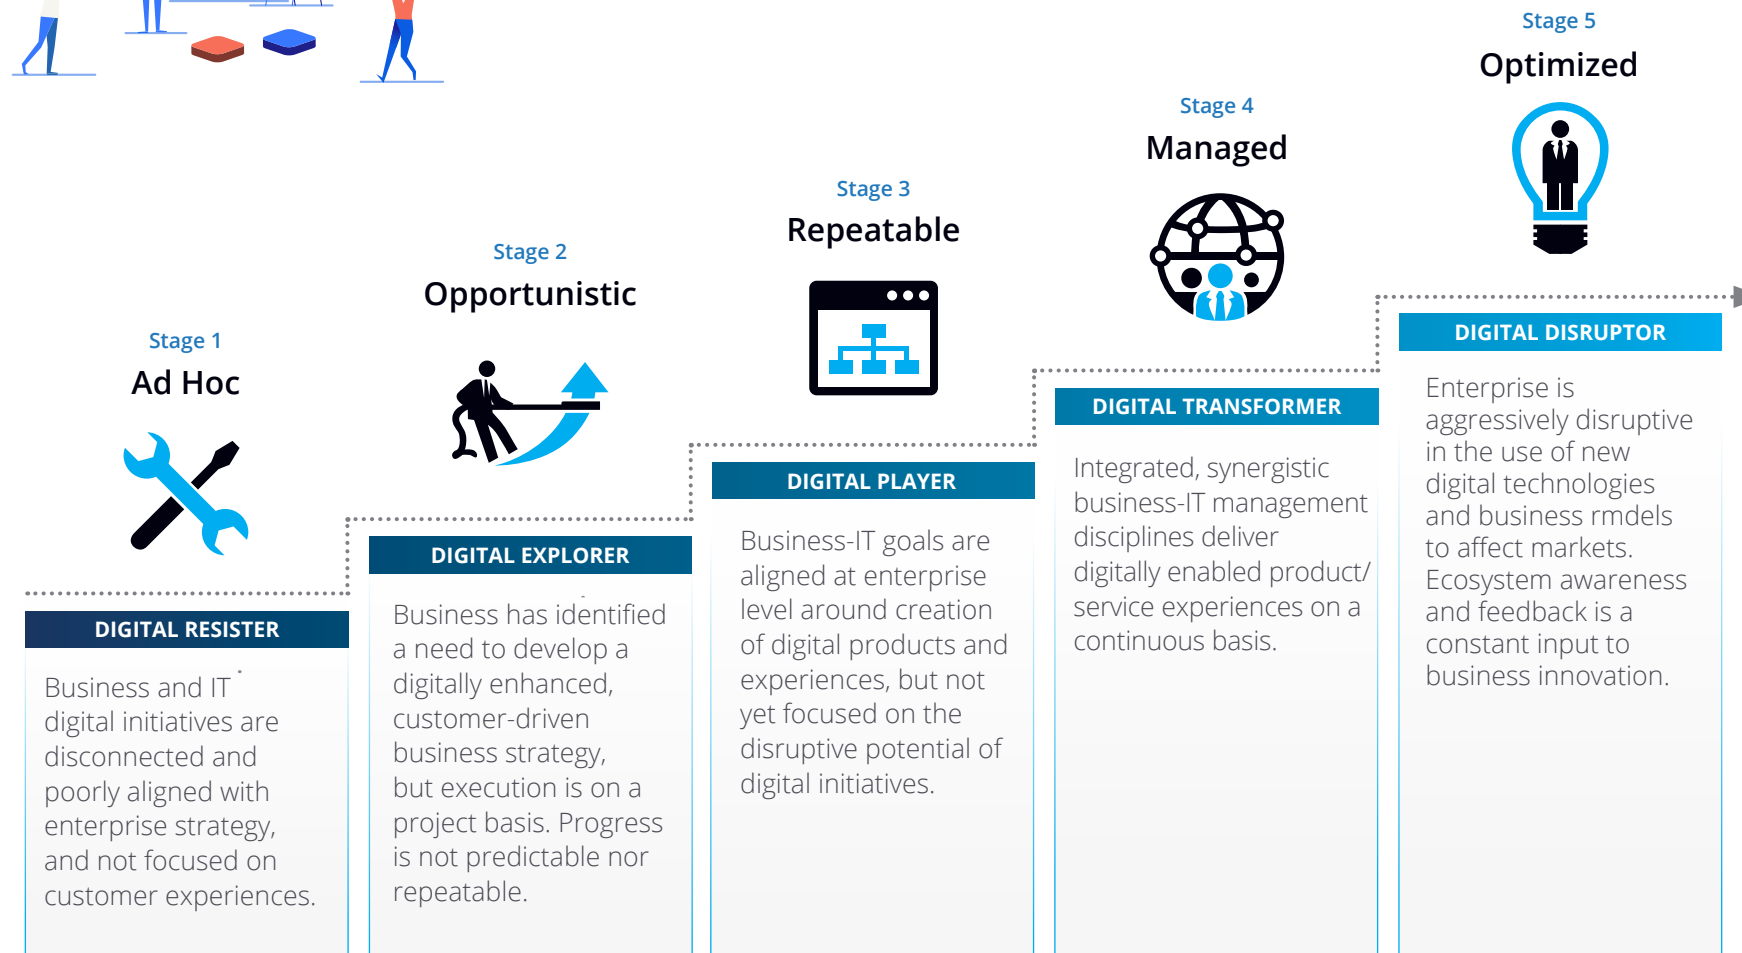 Stage 1
Ad Hoc
DIGITAL RESISTER
Business and IT
digital initiatives are
disconnected and
poorly aligned with
enterprise strategy,
and not focused on
customer experiences.
Stage 2
Opportunistic
DIGITAL EXPLORER
Business has identified
a need to develop a
digitally enhanced,
customer-driven
business strategy,
but execution is on a
project basis. Progress
is not predictable nor
repeatable.
Stage 3
Repeatable
DIGITAL PLAYER
Business-IT goals are
aligned at enterprise
level around creation
of digital products and
experiences, but not
yet focused on the
disruptive potential of
digital initiatives.
Stage 4
Managed
DIGITAL TRANSFORMER
Integrated, synergistic
business-IT management
disciplines deliver
digitally enabled product/
service experiences on a
continuous basis.
Stage 5
Optimized
DIGITAL DISRUPTOR
Enterprise is
aggressively disruptive
in the use of new
digital technologies
and business rmdels
to affect markets.
Ecosystem awareness
and feedback is a
constant input to
business innovation.